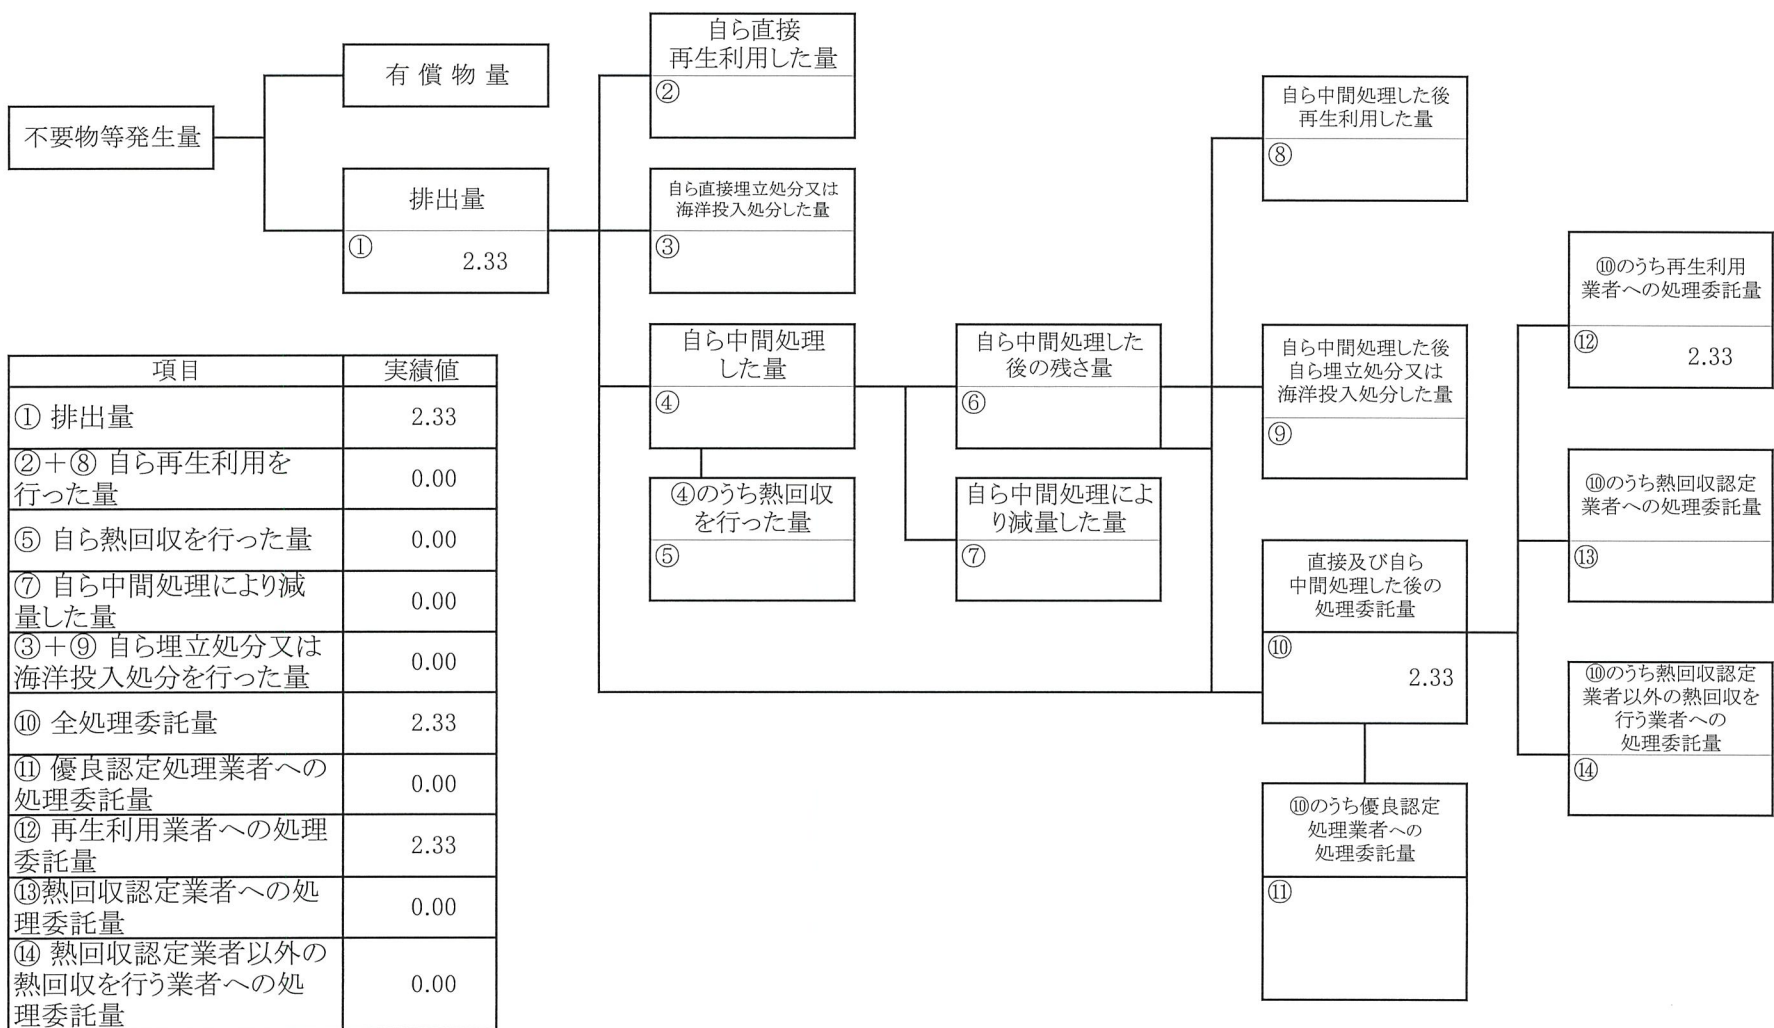 不要物等発生量
有償物量
排出量
①
2.33
自ら直接
再生利用した量
②
自ら直接埋立処分又は
海洋投入処分した量
③
自ら中間処理
した量
④
④のうち熱回収
を行った量
⑤
自ら中間処理した
後の残さ量
⑥
自ら中間処理によ
り減量した量
⑦
自ら中間処理した後
再生利用した量
⑧
自ら中間処理した後
自ら埋立処分又は
海洋投入処分した量
⑨
直接及び自ら
中間処理した後の
処理委託量
⑩
2.33
⑩のうち優良認定
処理業者への
処理委託量
⑪
⑩のうち再生利用
業者への処理委託量
⑫
2.33
⑩のうち熱回収認定
業者への処理委託量
⑬
⑩のうち熱回収認定
業者以外の熱回収を
行う業者への
処理委託量
⑭
項目 実績値
① 排出量 2.33
②+⑧ 自ら再生利用を
行った量 0.00
⑤ 自ら熱回収を行った量 0.00
⑦ 自ら中間処理により減
量した量 0.00
③+⑨ 自ら埋立処分又は
海洋投入処分を行った量 0.00
⑩ 全処理委託量 2.33
⑪ 優良認定処理業者への
処理委託量 0.00
⑫ 再生利用業者への処理
委託量 2.33
⑬熱回収認定業者への処
理委託量 0.00
⑭ 熱回収認定業者以外の
熱回収を行う業者への処
理委託量 0.00